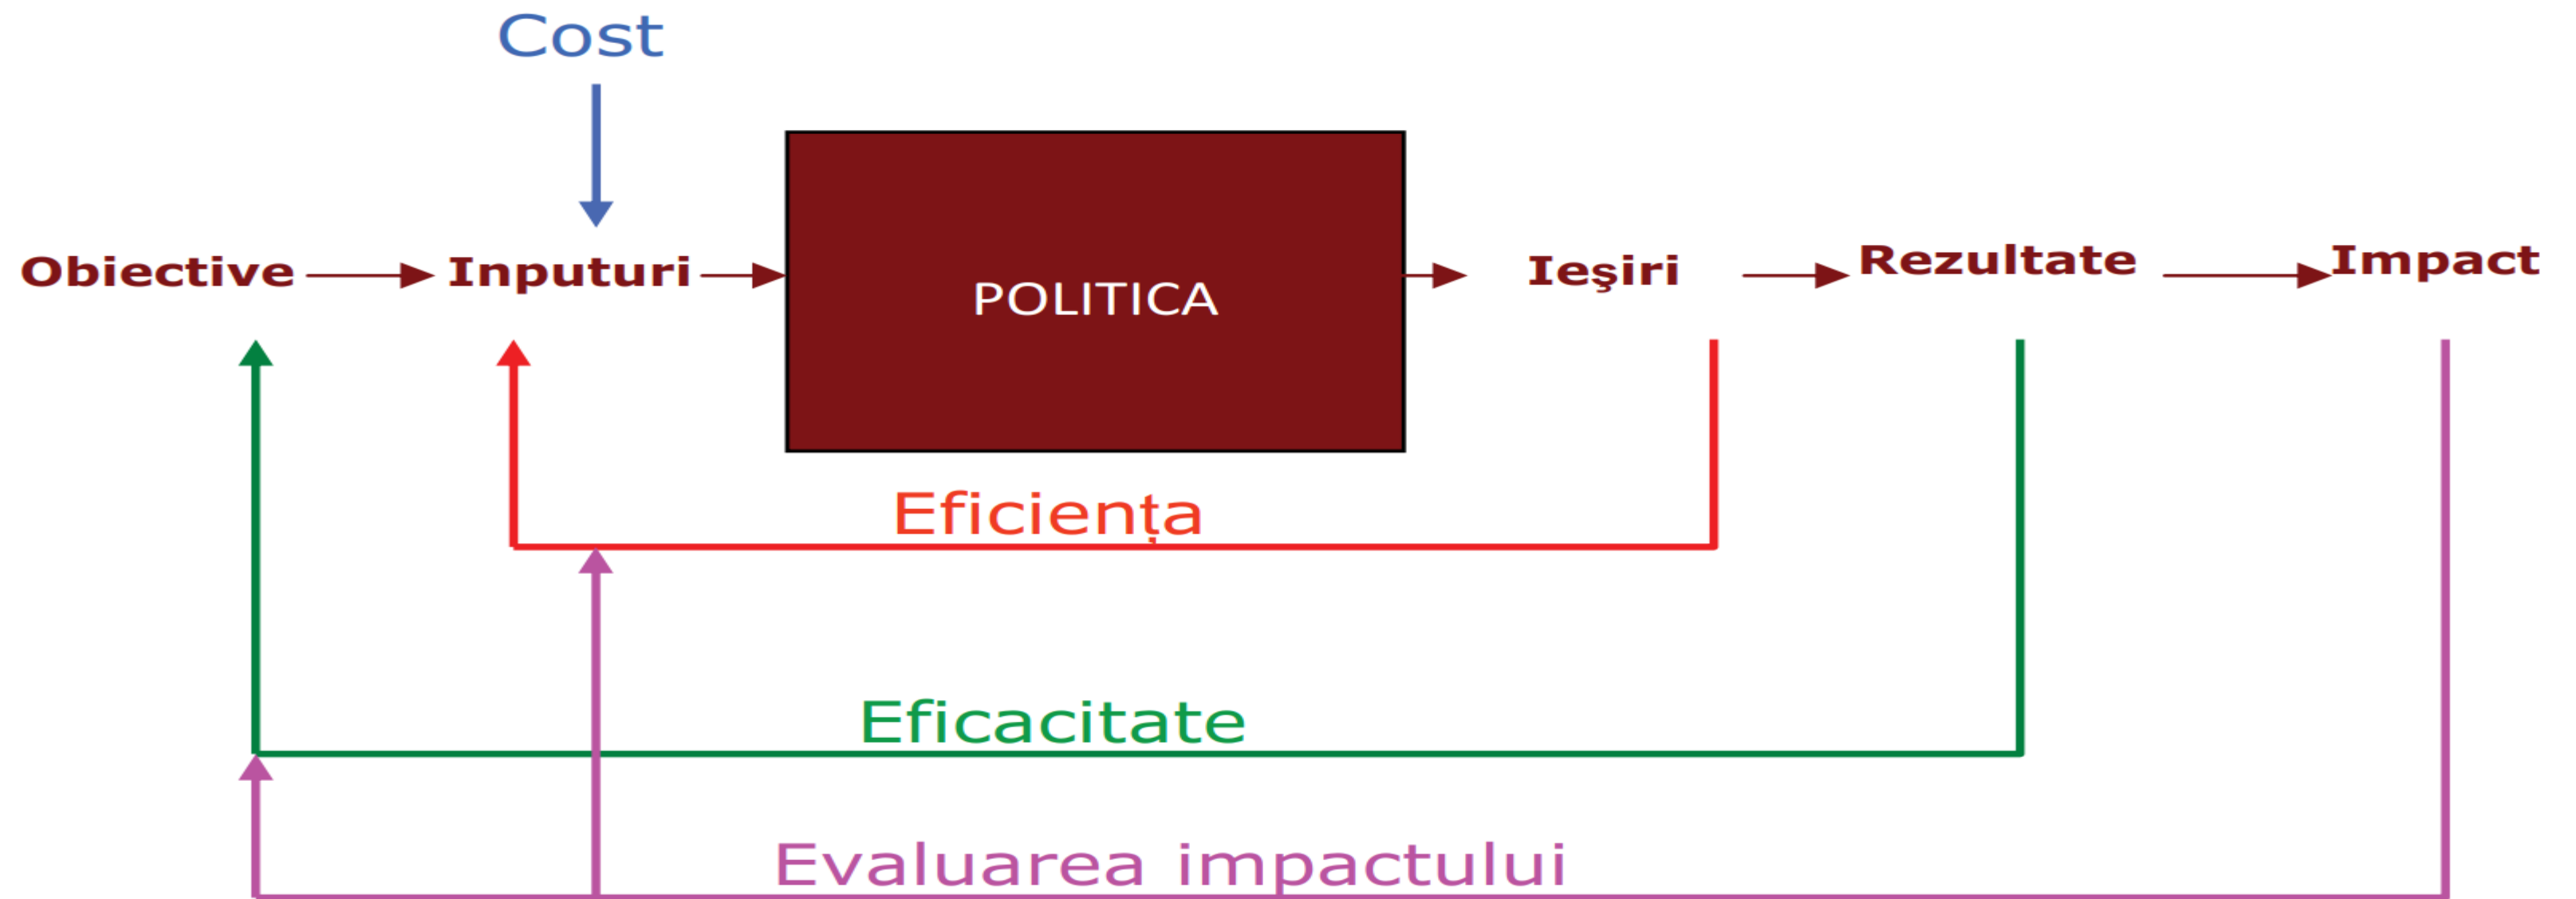 Cost
Obiective
Inputuri
POLITICA
Ieşiri
Rezultate
Impact
Eficiența
Eficacitate
Evaluarea impactului